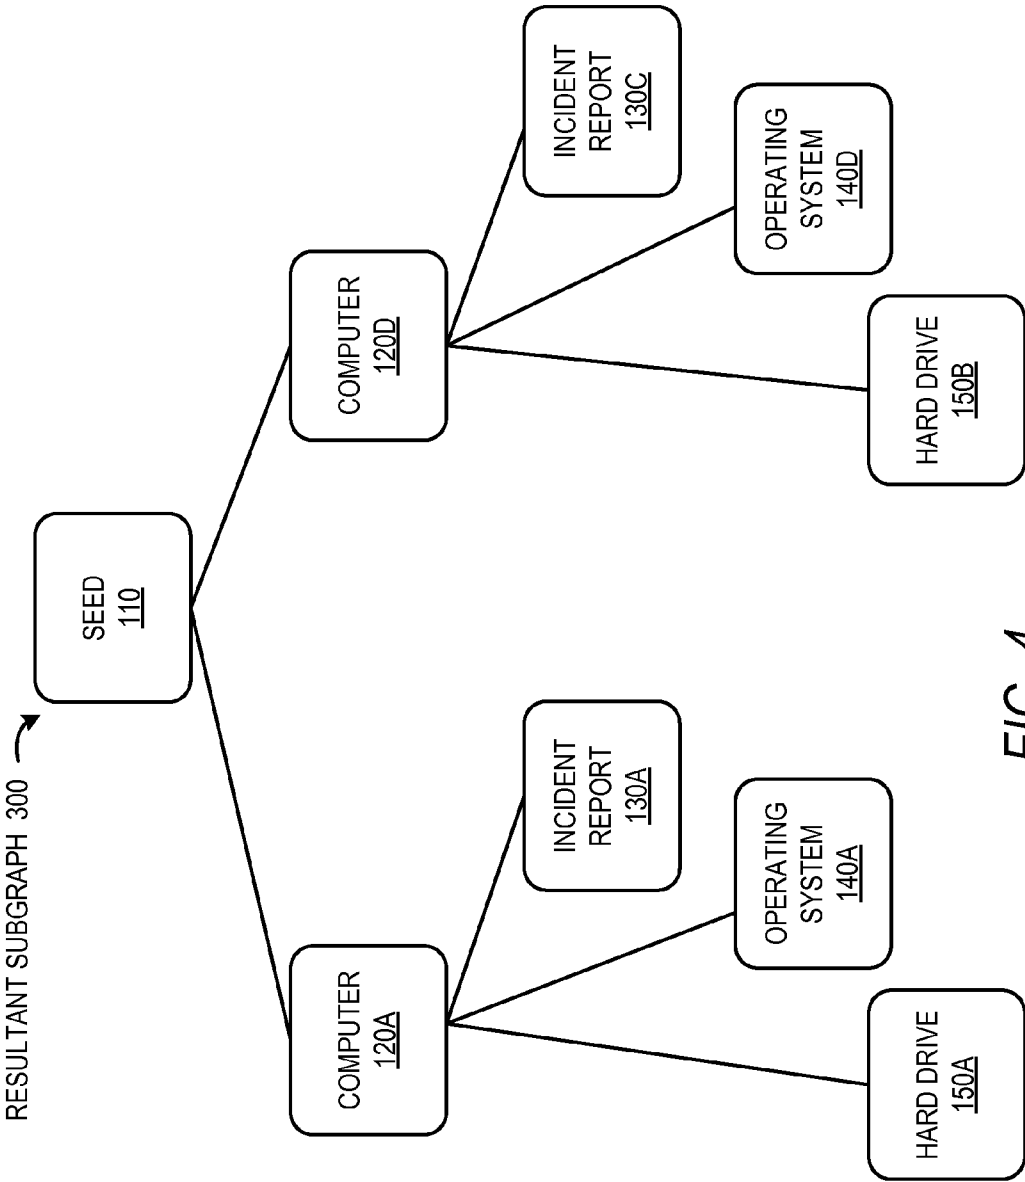 RESULTANT SUBGRAPH 300
SEED
110
COMPUTER
120A
COMPUTER
120D
INCIDENT
REPORT
130A
OPERATING
SYSTEM
140A
HARD DRIVE
150A
INCIDENT
REPORT
130C
OPERATING
SYSTEM
140D
HARD DRIVE
150B
FIG. 4